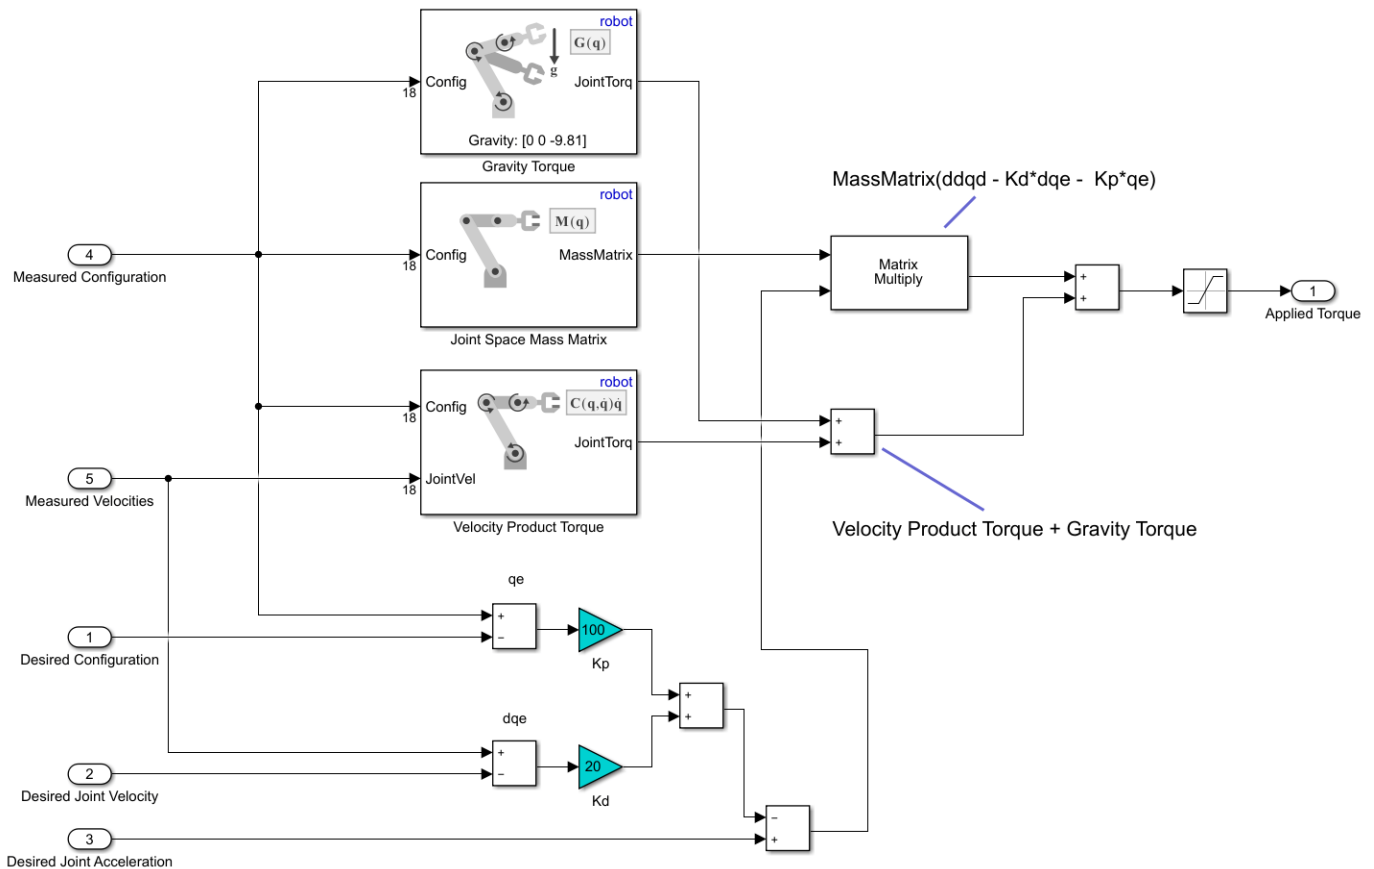 robot
G(q)
g
Config
18
JointTorq
Gravity: [0 0 -9.81]
Gravity Torque
robot
M(q)
Config
18
MassMatrix
Joint Space Mass Matrix
robot
C(q,q̇)q̇
Config
18
JointTorq
JointVel
18
Velocity Product Torque
4
Measured Configuration
5
Measured Velocities
1
Desired Configuration
2
Desired Joint Velocity
3
Desired Joint Acceleration
qe
+
−
100
Kp
dqe
+
−
20
Kd
+
+
−
+
MassMatrix(ddqd - Kd*dqe -  Kp*qe)
Matrix
Multiply
+
+
Velocity Product Torque + Gravity Torque
+
+
1
Applied Torque